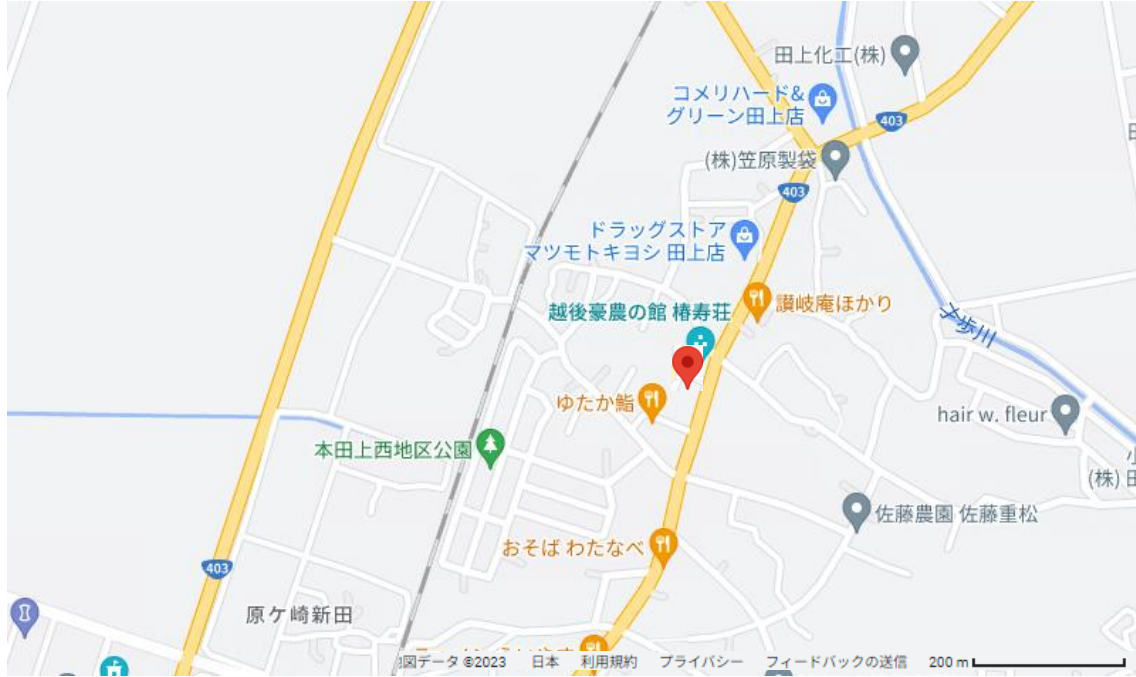 田上化工(株)
コメリハード&
グリーン田上店
403
(株)笠原製袋
403
ドラッグストア
マツモトキヨシ 田上店
越後豪農の館 椿寿荘
讃岐庵ほかり
才歩川
ゆたか鮨
hair w. fleur
本田上西地区公園
(株) 田
佐藤農園 佐藤重松
おそば わたなべ
403
原ケ崎新田
図データ ©2023 日本 利用規約 プライバシー フィードバックの送信 200 m